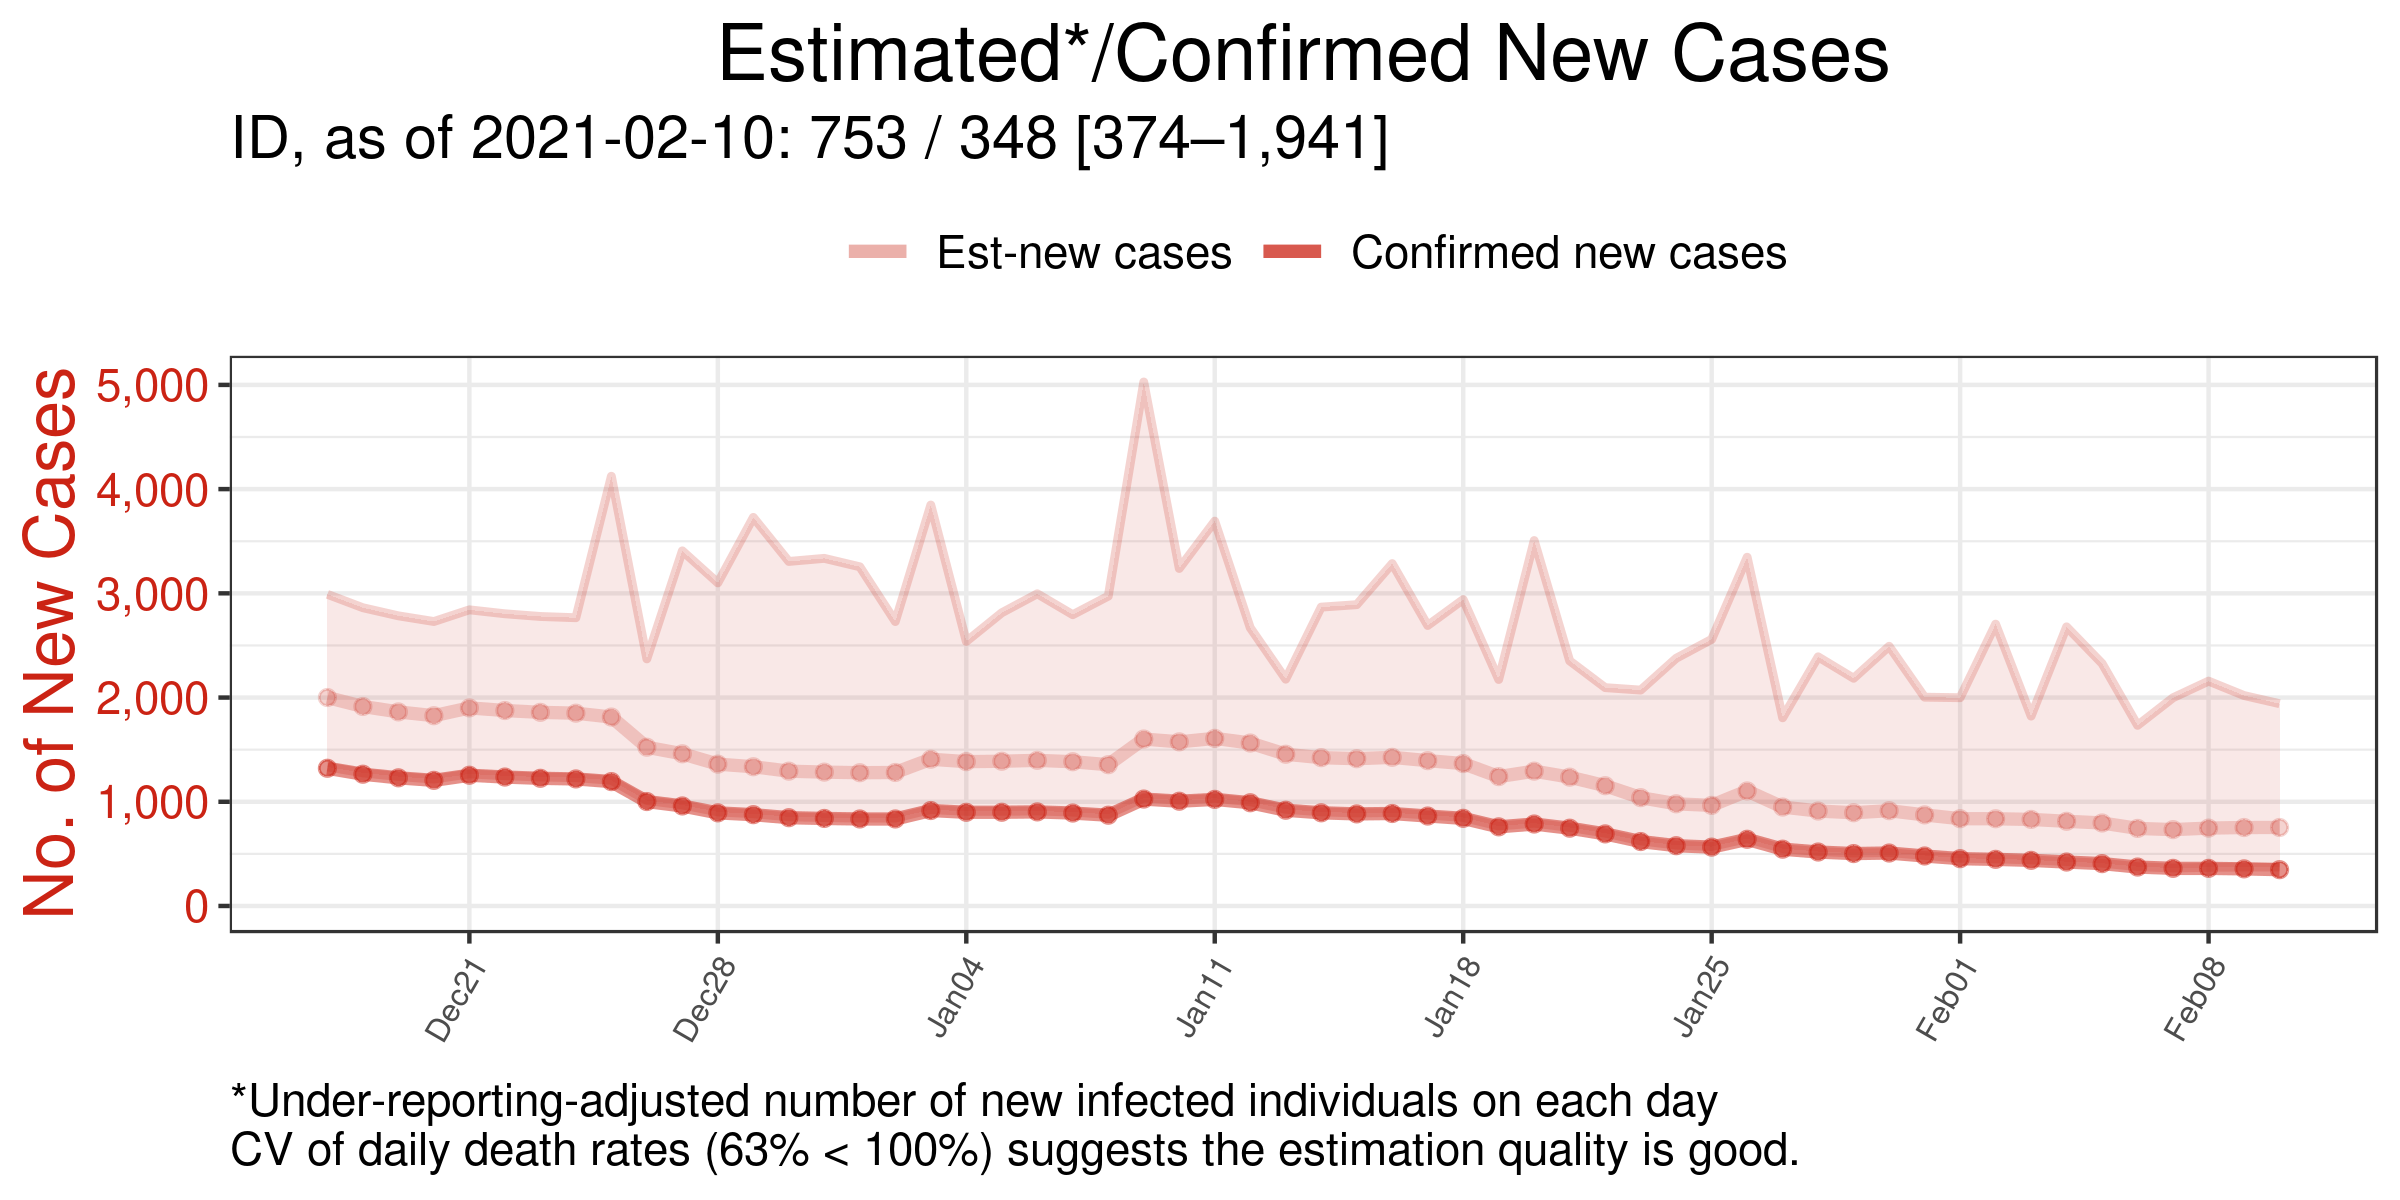 Estimated*/Confirmed New Cases
ID, as of 2021-02-10: 753 / 348 [374–1,941]
Est-new cases Confirmed new cases
No. of New Cases
5,000
4,000
3,000
2,000
1,000
0
Dec21 Dec28 Jan04 Jan11 Jan18 Jan25 Feb01 Feb08
*Under-reporting-adjusted number of new infected individuals on each day
CV of daily death rates (63% < 100%) suggests the estimation quality is good.